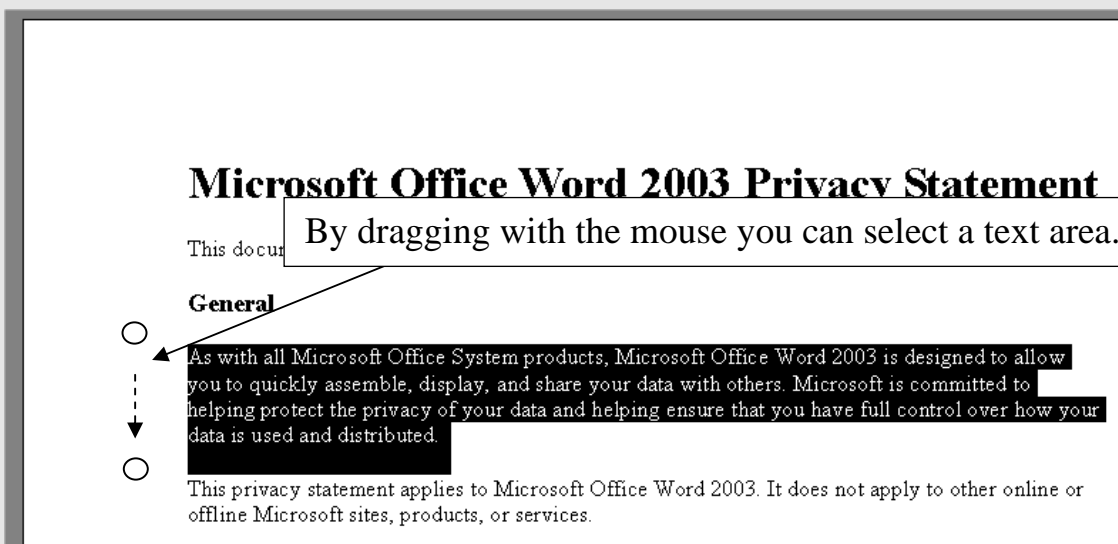 Microsoft Office Word 2003 Privacy Statement
By dragging with the mouse you can select a text area.
This
General
As with all Microsoft Office System products, Microsoft Office Word 2003 is designed to allow
you to quickly assemble, display, and share your data with others. Microsoft is committed to
helping protect the privacy of your data and helping ensure that you have full control over how your
data is used and distributed.
This privacy statement applies to Microsoft Office Word 2003. It does not apply to other online or
offline Microsoft sites, products, or services.